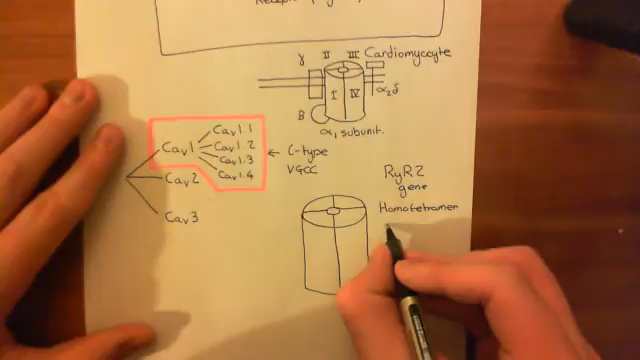 Receptor
γ II III Cardiomyocyte
I IV
α₂δ
B
α₁ subunit.
Cav1.1
Cav1 Cav1.2
Cav1.3
Cav1.4
← L-type
VGCC
Cav2
Cav3
RyR2
gene
Homotetramer